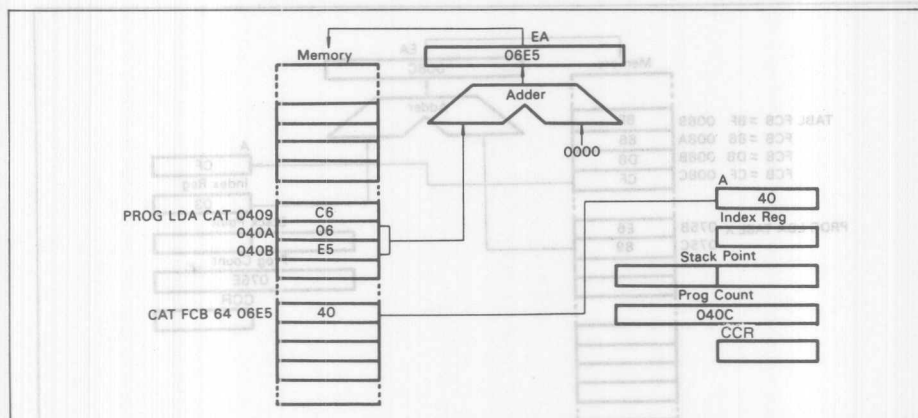 EA
Memory
06E5
Adder
0000
A
40
PROG LDA CAT 0409 C6
Index Reg
040A 06
040B E5
Stack Point
Prog Count
CAT FCB 64 06E5 40
040C
CCR